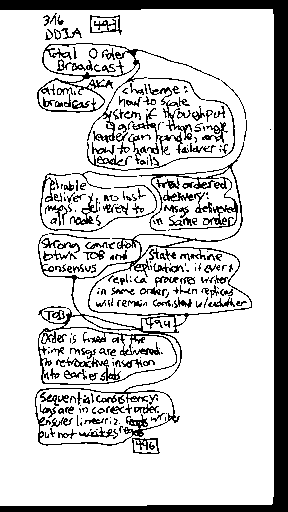 3/6
DDIA
493
Total Order
Broadcast
AKA
atomic
broadcast
challenge:
how to scale
system if throughput
is greater than single
leader can handle and
how to handle failover if
leader fails
reliable
delivery: no lost
msgs, delivered to
all nodes
total ordered
delivery:
msgs delivered
in same order
Strong connection
btwn TOB and
consensus
state machine
replication: if every
replica processes writes
in same order, then replicas
will remain consistent w/eachother
494
TOB
Order is fixed at the
time msgs are delivered.
No retroactive insertion
into earlier slots
Sequential consistency:
logs are in correct order,
ensures lineariz. writes
but not reads
496